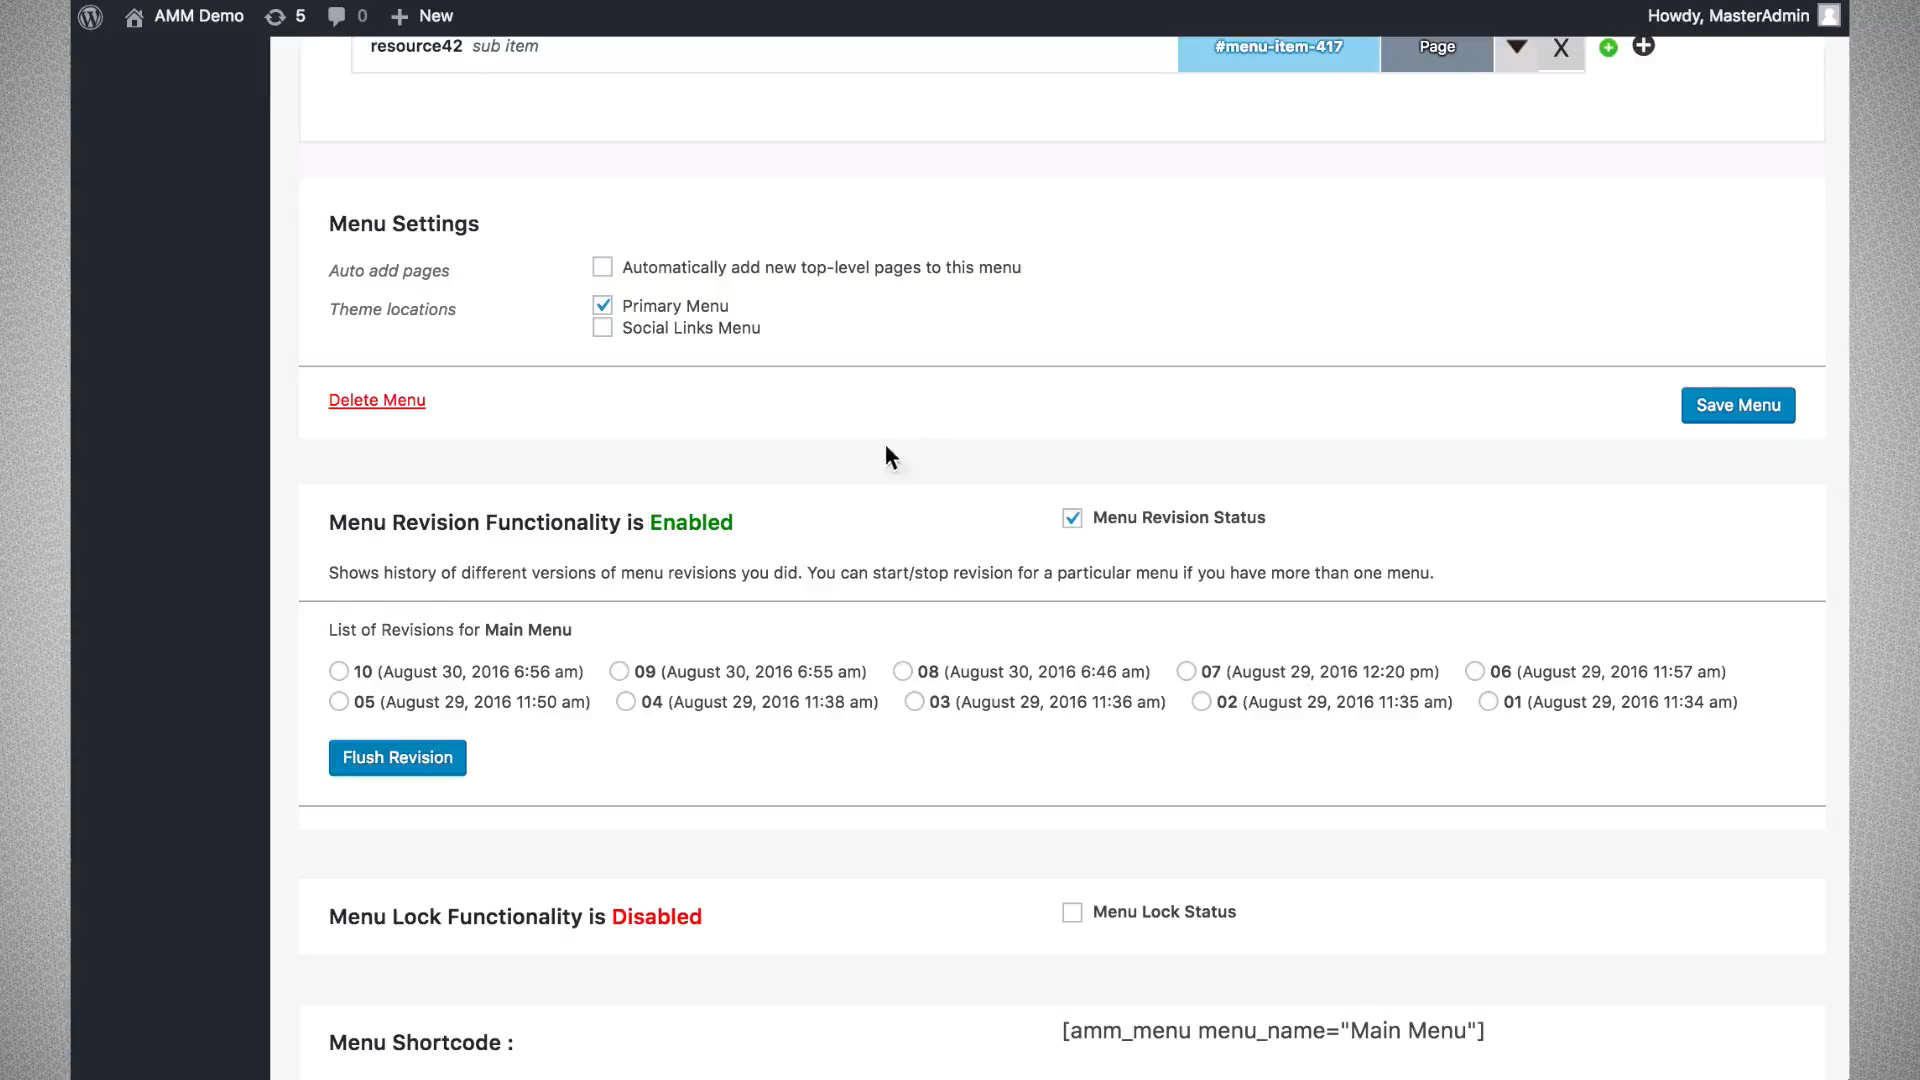 AMM Demo 5 0 New Howdy, MasterAdmin
resource42 sub item #menu-item-417 Page X
Menu Settings
Auto add pages Automatically add new top-level pages to this menu
Theme locations Primary Menu
Social Links Menu
Delete Menu Save Menu
Menu Revision Functionality is Enabled Menu Revision Status
Shows history of different versions of menu revisions you did. You can start/stop revision for a particular menu if you have more than one menu.
List of Revisions for Main Menu
10 (August 30, 2016 6:56 am) 09 (August 30, 2016 6:55 am) 08 (August 30, 2016 6:46 am) 07 (August 29, 2016 12:20 pm) 06 (August 29, 2016 11:57 am)
05 (August 29, 2016 11:50 am) 04 (August 29, 2016 11:38 am) 03 (August 29, 2016 11:36 am) 02 (August 29, 2016 11:35 am) 01 (August 29, 2016 11:34 am)
Flush Revision
Menu Lock Functionality is Disabled Menu Lock Status
Menu Shortcode : [amm_menu menu_name="Main Menu"]